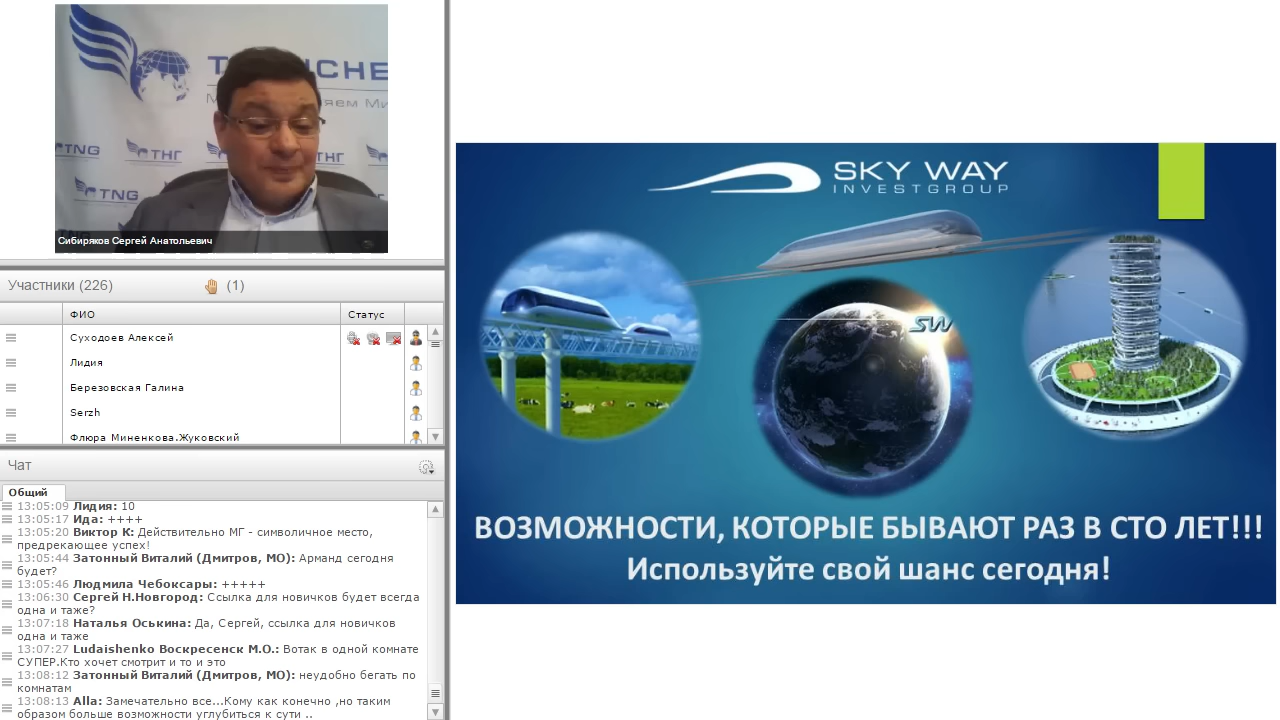 Сибиряков Сергей Анатольевич
TNG
ТНГ
ТНГ
TNG
TNG
Участники (226)
(1)
ФИО
Статус
Суходоев Алексей
Лидия
Березовская Галина
Serzh
Флюра Миненкова.Жуковский
Чат
Общий
13:05:09 Лидия: 10
13:05:17 Ида: ++++
13:05:20 Виктор К: Действительно МГ - символичное место,
предрекающее успех!
13:05:44 Затонный Виталий (Дмитров, МО): Арманд сегодня
будет?
13:05:46 Людмила Чебоксары: +++++
13:06:30 Сергей Н.Новгород: Ссылка для новичков будет всегда
одна и таже?
13:07:18 Наталья Оськина: Да, Сергей, ссылка для новичков
одна и таже
13:07:27 Ludaishenko Воскресенск М.О.: Вотак в одной комнате
СУПЕР.Кто хочет смотрит и то и это
13:08:12 Затонный Виталий (Дмитров, МО): неудобно бегать по
комнатам
13:08:13 Alla: Замечательно все...Кому как конечно ,но таким
образом больше возможности углубиться к сути ..
SKY WAY
INVESTGROUP
SW
ВОЗМОЖНОСТИ, КОТОРЫЕ БЫВАЮТ РАЗ В СТО ЛЕТ!!!
Используйте свой шанс сегодня!